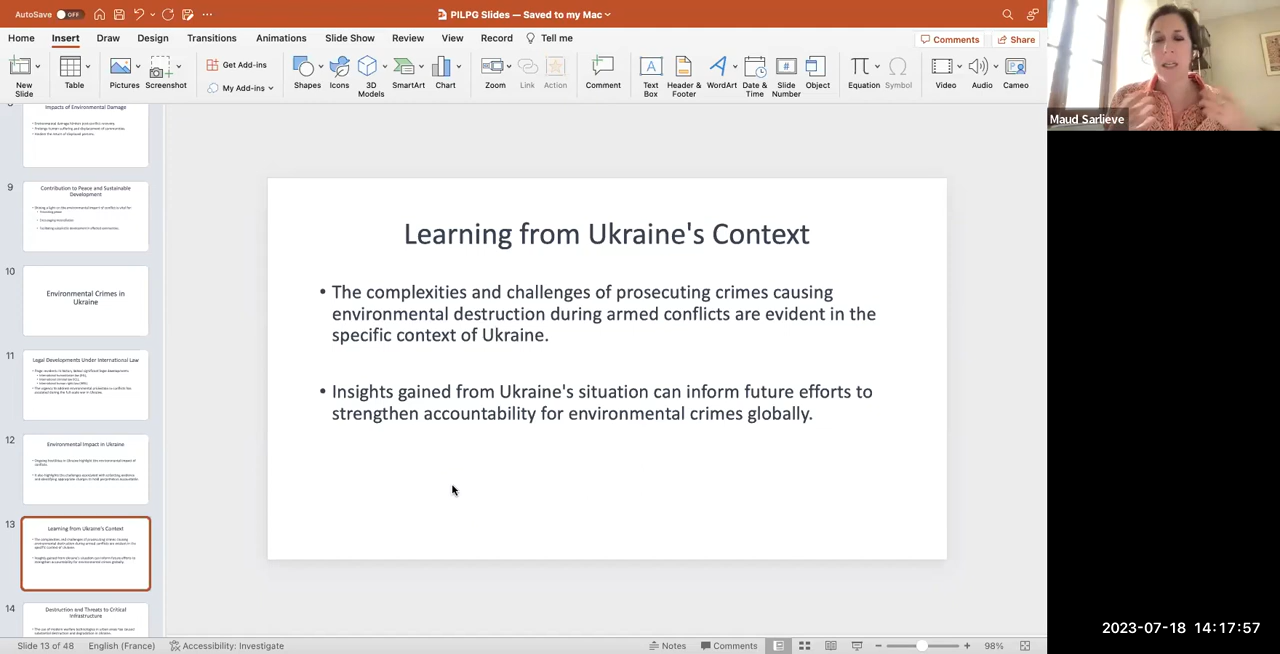 AutoSave OFF
PILPG Slides — Saved to my Mac
Home Insert Draw Design Transitions Animations Slide Show Review View Record Tell me
Comments Share
New Slide
Table
Pictures
Screenshot
Get Add-ins
My Add-ins
Shapes
Icons
3D Models
SmartArt
Chart
Zoom
Link
Action
Comment
Text Box
Header & Footer
WordArt
Date & Time
Slide Number
Object
Equation
Symbol
Video
Audio
Cameo
Maud Sarlieve
Impacts of Environmental Damage
9
Contribution to Peace and Sustainable
Development
10
Environmental Crimes in
Ukraine
11
Legal Developments Under International Law
12
Environmental Impact in Ukraine
13
Learning from Ukraine's Context
14
Destruction and Threats to Critical
Infrastructure
Learning from Ukraine's Context
• The complexities and challenges of prosecuting crimes causing
environmental destruction during armed conflicts are evident in the
specific context of Ukraine.
• Insights gained from Ukraine's situation can inform future efforts to
strengthen accountability for environmental crimes globally.
2023-07-18 14:17:57
Slide 13 of 48 English (France) Accessibility: Investigate Notes Comments 98%